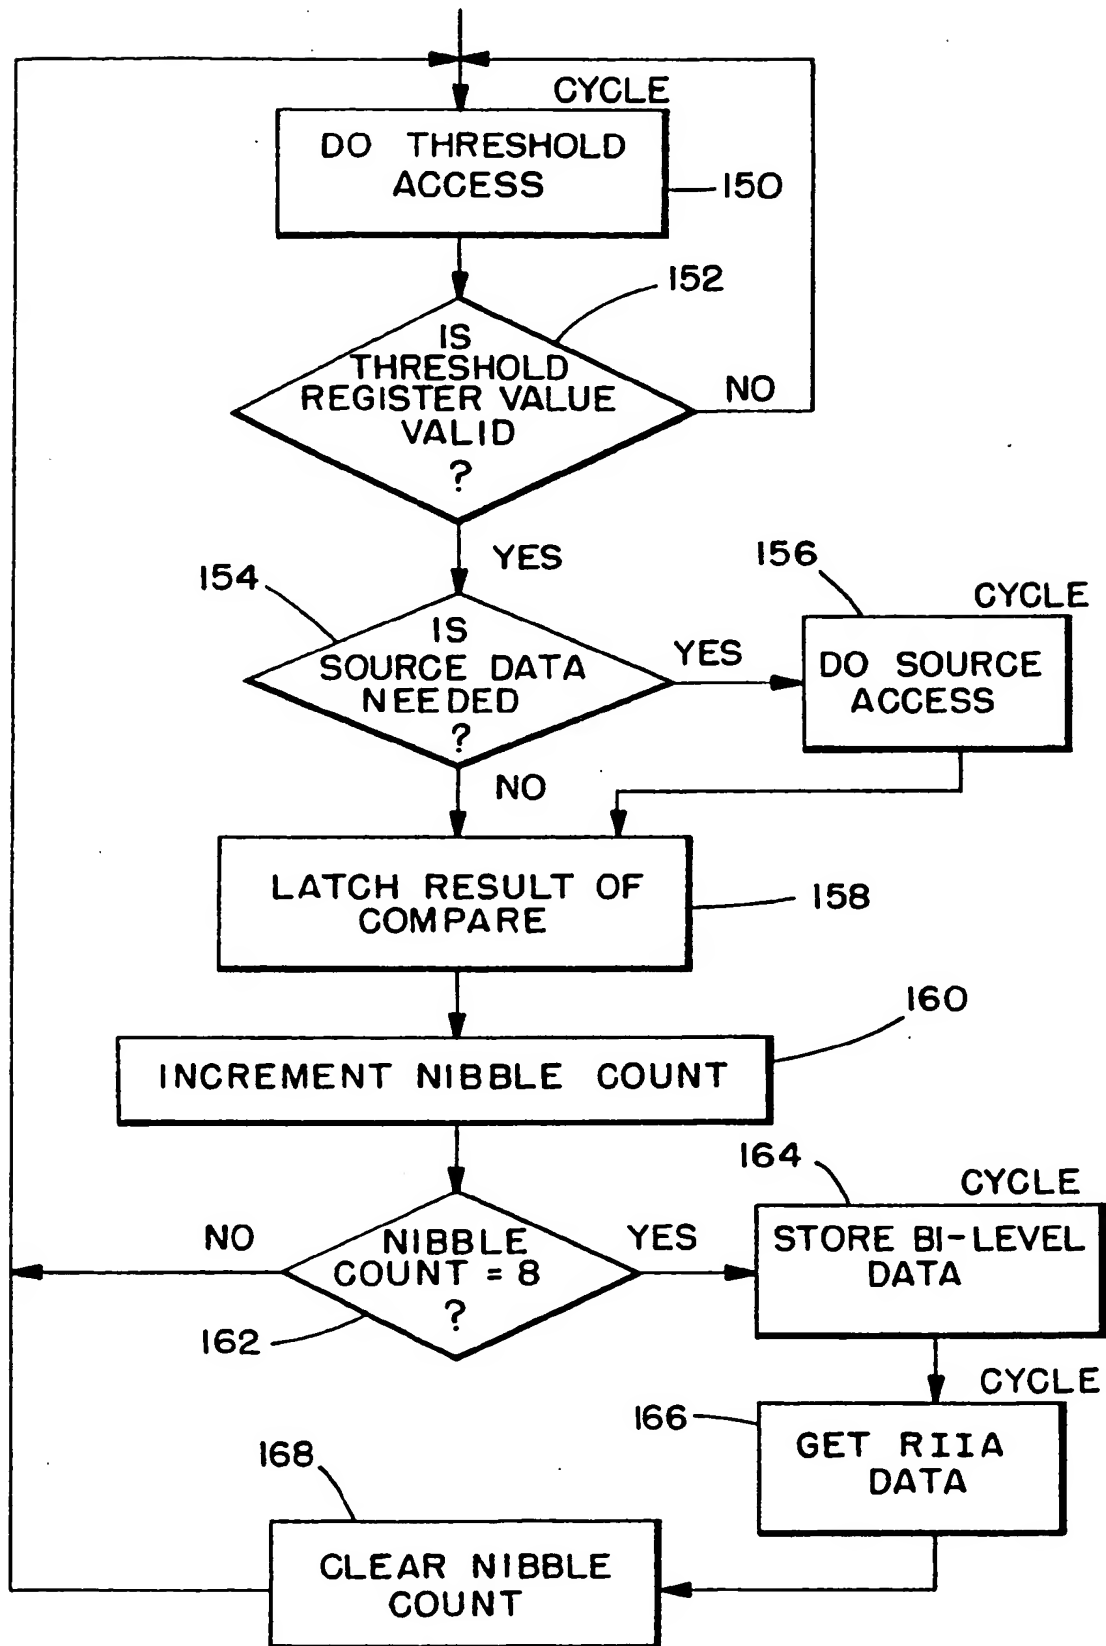 CYCLE
DO THRESHOLD
ACCESS
150
152
IS
THRESHOLD
REGISTER VALUE
VALID
?
NO
YES
154
IS
SOURCE DATA
NEEDED
?
YES
156
CYCLE
DO SOURCE
ACCESS
NO
LATCH RESULT OF
COMPARE
158
160
INCREMENT NIBBLE COUNT
NO
NIBBLE
COUNT = 8
?
162
YES
164
CYCLE
STORE BI-LEVEL
DATA
CYCLE
166
GET RIIA
DATA
168
CLEAR NIBBLE
COUNT